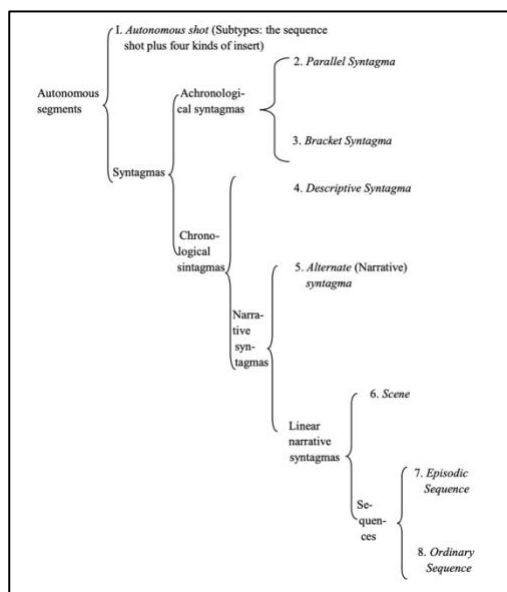 1. Autonomous shot (Subtypes: the sequence
shot plus four kinds of insert)
2. Parallel Syntagma
Autonomous
segments
Achronologi-
cal syntagmas
3. Bracket Syntagma
Syntagmas
4. Descriptive Syntagma
Chrono-
logical
sintagmas
5. Alternate (Narrative)
syntagma
Narra-
tive
syn-
tagmas
6. Scene
Linear
narrative
syntagmas
7. Episodic
Sequence
Se-
quen-
ces
8. Ordinary
Sequence